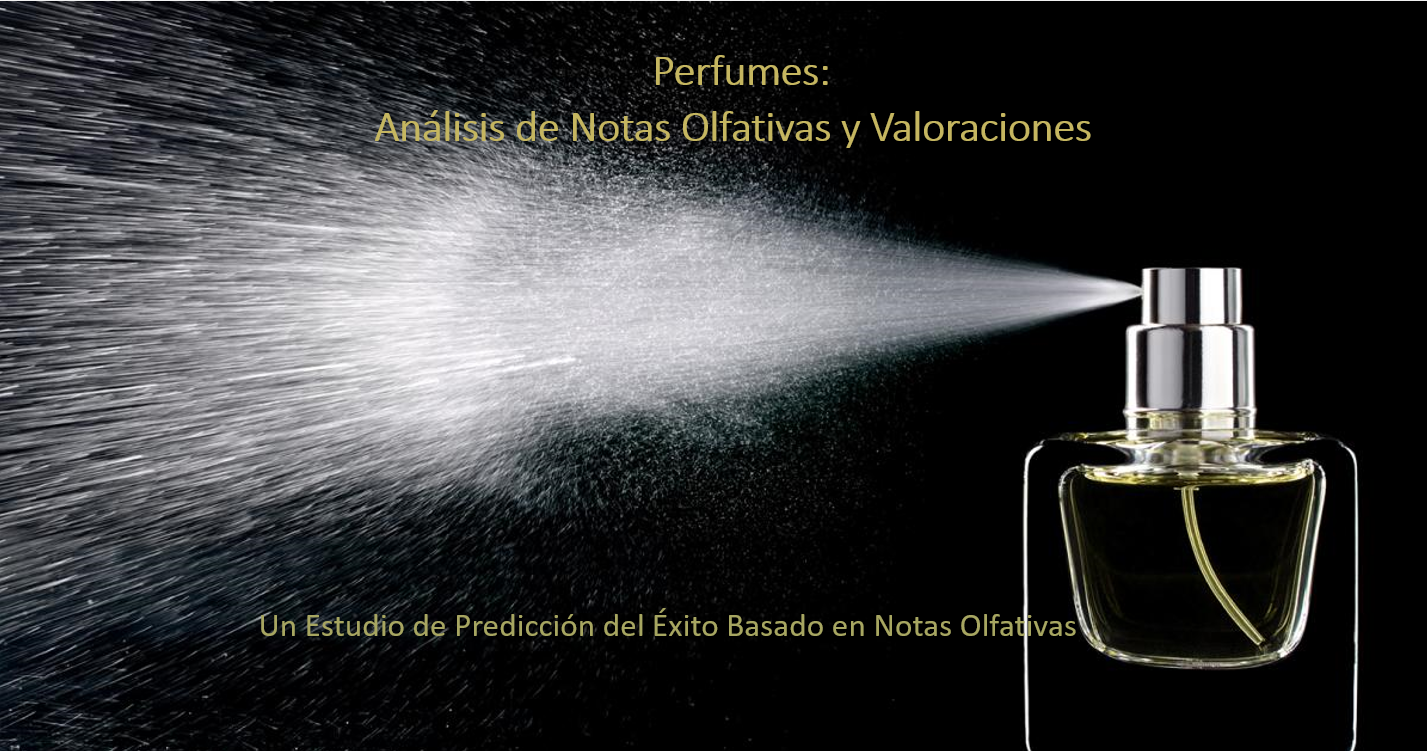 Perfumes:
Análisis de Notas Olfativas y Valoraciones
Un Estudio de Predicción del Éxito Basado en Notas Olfativas